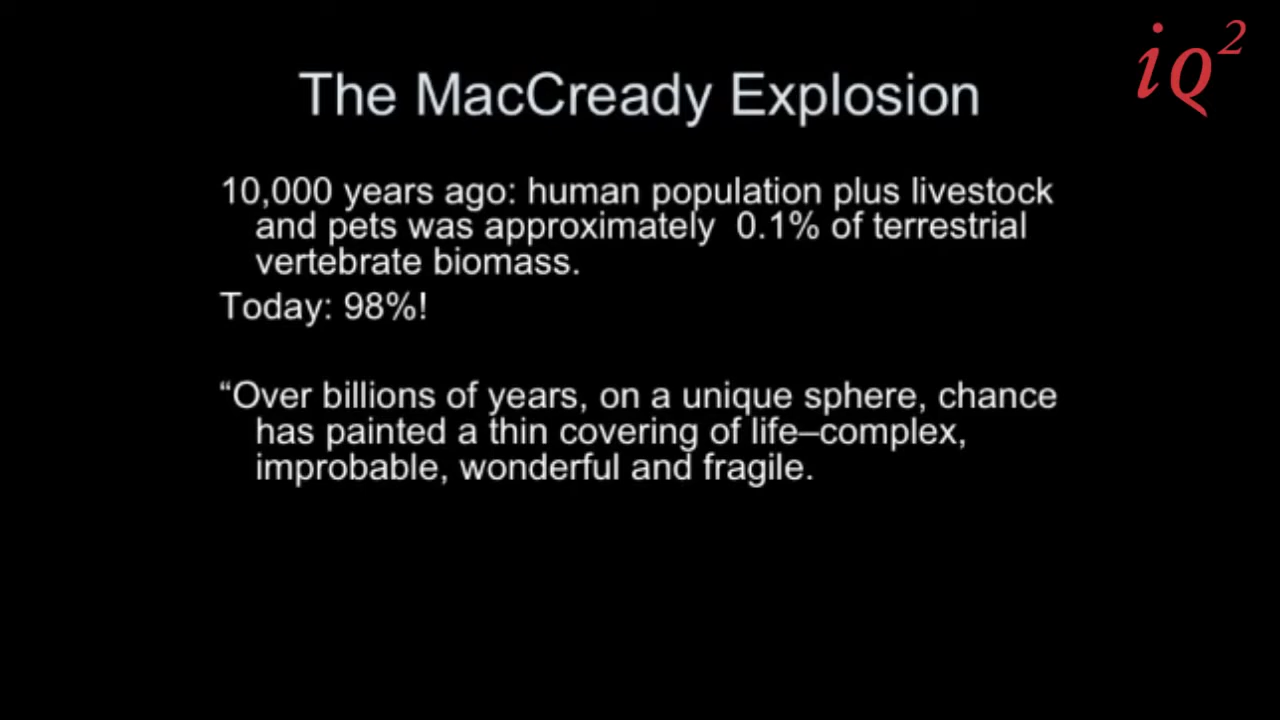 iq²
The MacCready Explosion
10,000 years ago: human population plus livestock
and pets was approximately  0.1% of terrestrial
vertebrate biomass.
Today: 98%!
“Over billions of years, on a unique sphere, chance
has painted a thin covering of life–complex,
improbable, wonderful and fragile.